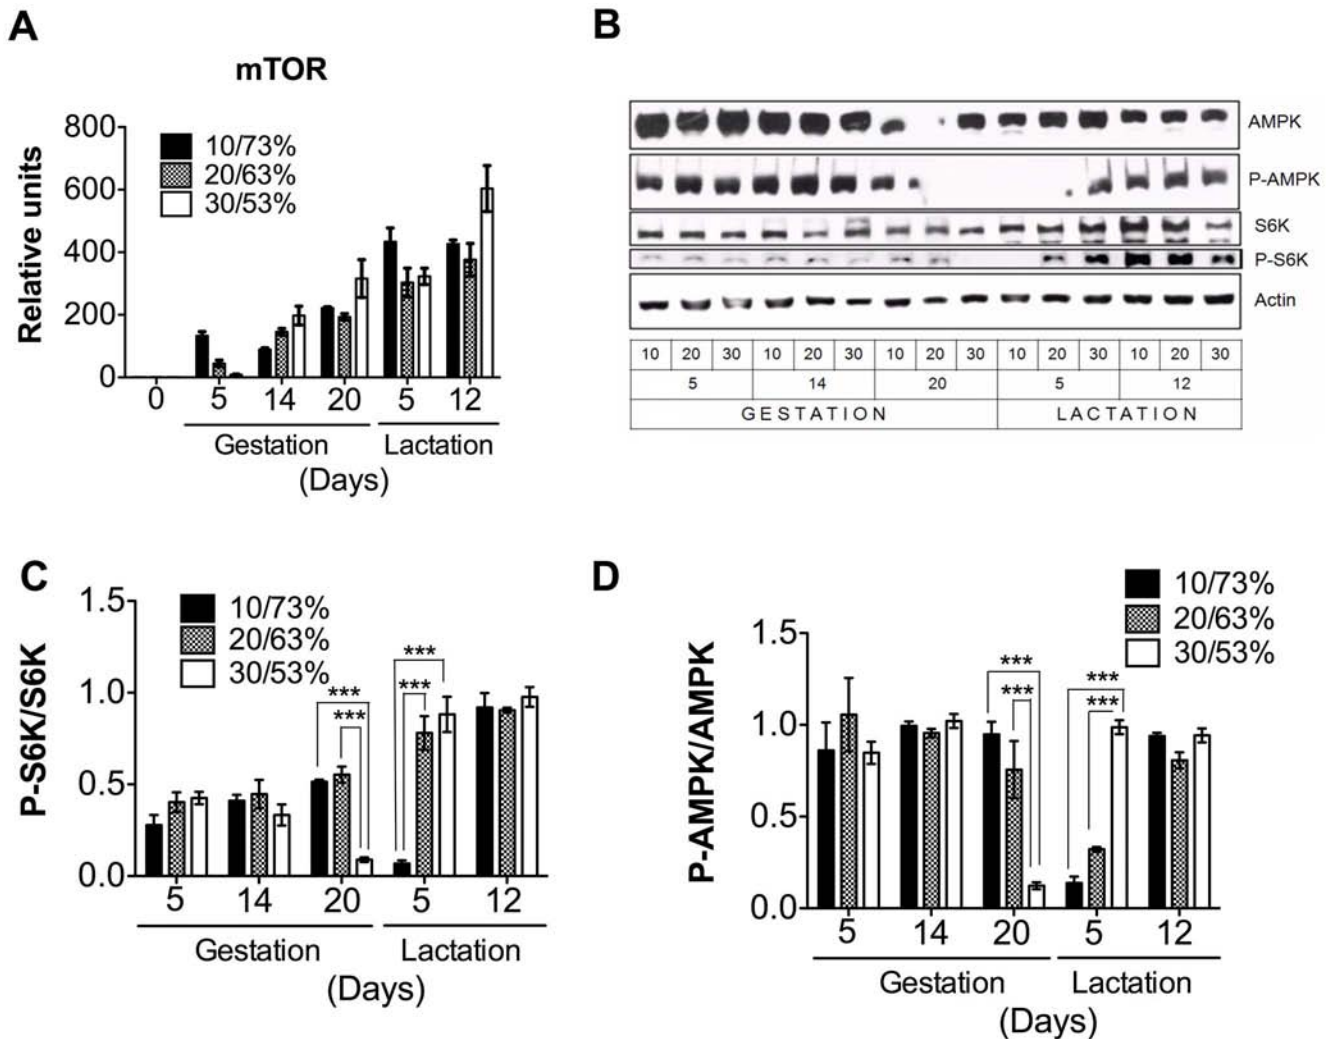 A
mTOR
Relative units
800
600
400
200
0
10/73%
20/63%
30/53%
0 5 14 20 5 12
Gestation Lactation
(Days)
B
AMPK
P-AMPK
S6K
P-S6K
Actin
10 20 30 10 20 30 10 20 30 10 20 30 10 20 30
5 14 20 5 12
GESTATION LACTATION
C
P-S6K/S6K
1.5
1.0
0.5
0.0
10/73%
20/63%
30/53%
***
***
***
***
5 14 20 5 12
Gestation Lactation
(Days)
D
P-AMPK/AMPK
1.5
1.0
0.5
0.0
10/73%
20/63%
30/53%
***
***
***
***
5 14 20 5 12
Gestation Lactation
(Days)